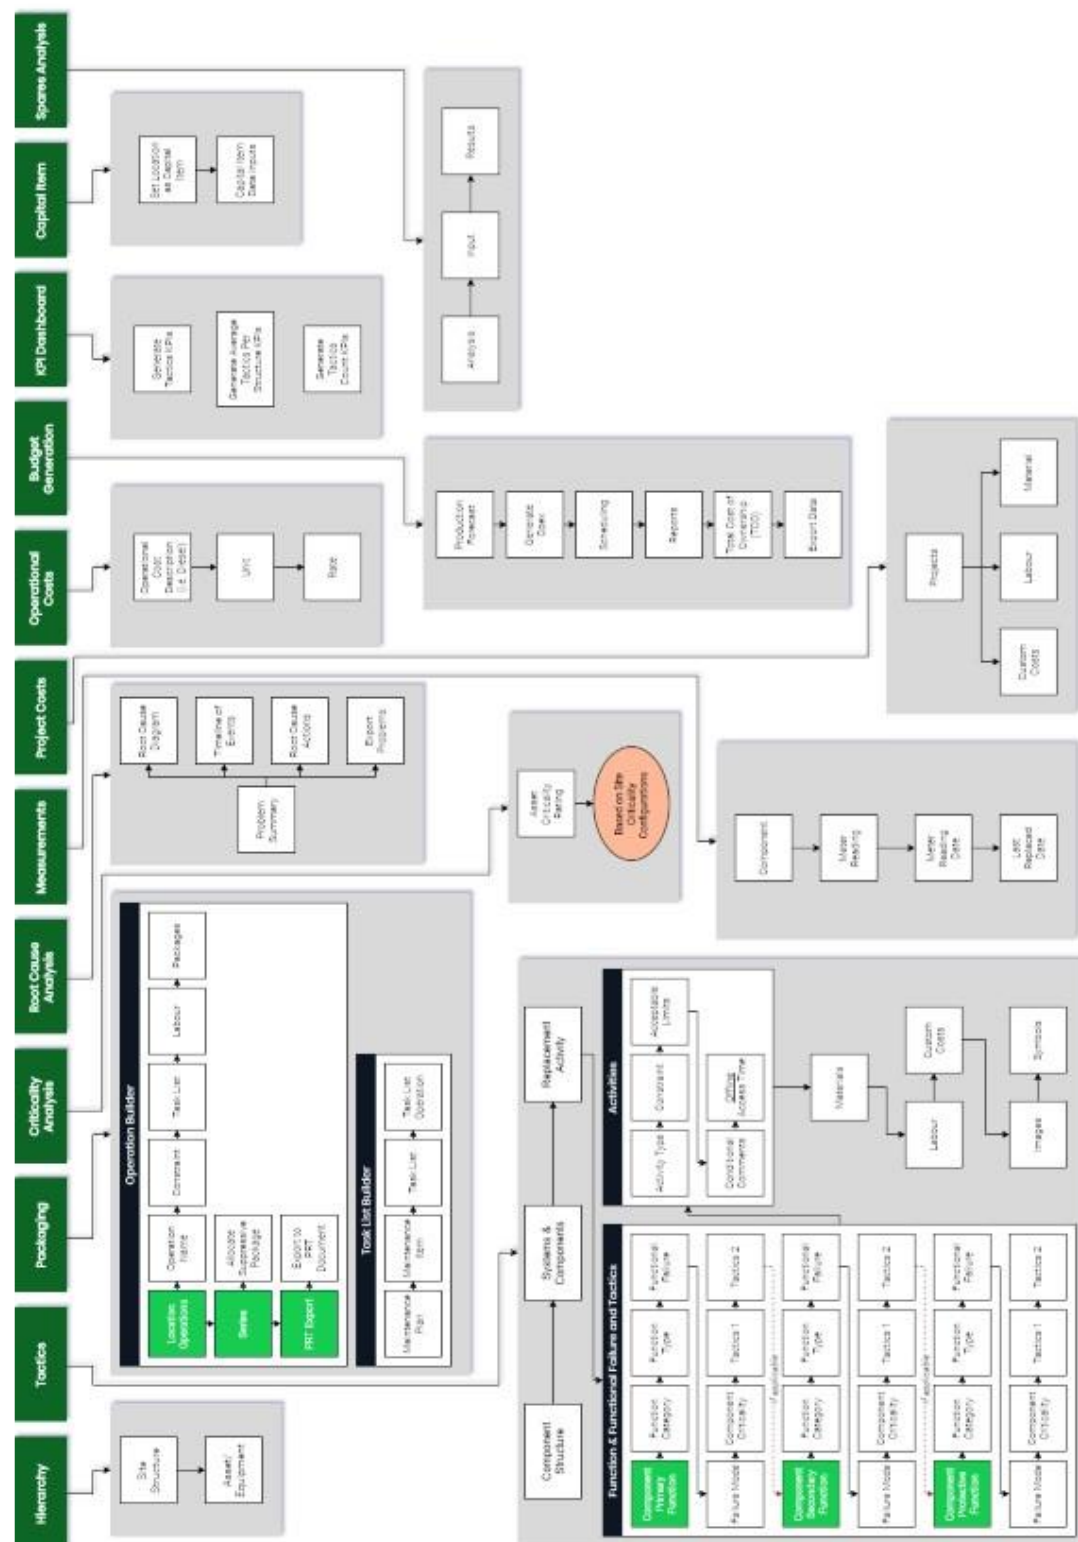 Hierarchy
Tactics
Packaging
Criticality
Analysis
Root Cause
Analysis
Measurements
Project Costs
Operational
Costs
Budget
Generation
KPI Dashboard
Capital Item
Spares Analysis
Site
Structure
Asset/
Equipment
Operation Builder
Location
Operations
Operation
Name
Constraint
Task List
Labour
Packages
Series
Allocate
Suppressive
Package
PRT Export
Export to
PRT
Document
Task List Builder
Maintenance
Plan
Maintenance
Item
Task List
Task List
Operation
Problem
Summary
Root Cause
Diagram
Timeline of
Events
Root Cause
Actions
Export
Problems
Operational
Cost
Description
(i.e. Diesel)
Unit
Rate
Generate
Tactics KPIs
Generate Average
Tactics Per
Structure KPIs
Generate
Tactics
Count KPIs
Set Location
as Capital
Item
Capital Item
Data Inputs
Component
Structure
Systems &
Components
Replacement
Activity
Function & Functional Failure and Tactics
Component
Primary
Function
Function
Category
Function
Type
Functional
Failure
Failure Mode
Component
Criticality
Tactics 1
Tactics 2
if applicable
Component
Secondary
Function
Function
Category
Function
Type
Functional
Failure
Failure Mode
Component
Criticality
Tactics 1
Tactics 2
if applicable
Component
Protective
Function
Function
Category
Function
Type
Functional
Failure
Failure Mode
Component
Criticality
Tactics 1
Tactics 2
Activities
Activity Type
Constraint
Acceptable
Limits
Conditional
Comments
Offline
Access Time
Materials
Labour
Custom
Costs
Images
Symbols
Asset
Criticality
Rating
Based on Site
Criticality
Configurations
Component
Meter
Reading
Meter
Reading
Date
Last
Replaced
Date
Production
Forecast
Generate
Opex
Scheduling
Reports
Total Cost of
Ownership
(TCO)
Export Data
Projects
Custom
Costs
Labour
Material
Analysis
Input
Results